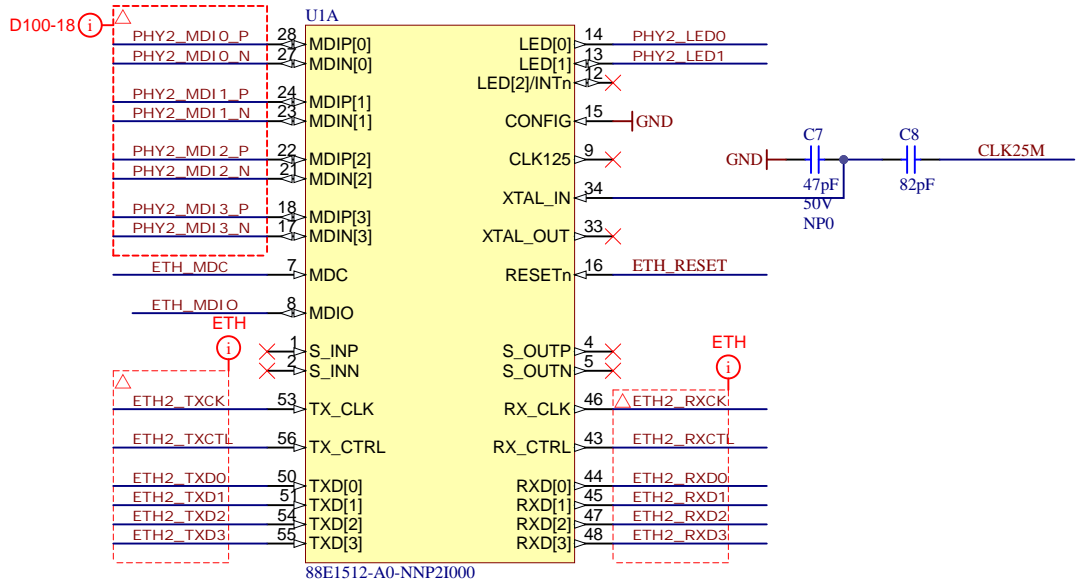 U1A
D100-18
i
PHY2_MDI0_P 28 MDIP[0] LED[0] 14 PHY2_LED0
PHY2_MDI0_N 27 MDIN[0] LED[1] 13 PHY2_LED1
LED[2]/INTn 12
PHY2_MDI1_P 24 MDIP[1]
PHY2_MDI1_N 23 MDIN[1] CONFIG 15 GND
C7 C8
PHY2_MDI2_P 22 MDIP[2] CLK125 9 GND CLK25M
PHY2_MDI2_N 21 MDIN[2]
47pF 82pF
XTAL_IN 34 50V
PHY2_MDI3_P 18 MDIP[3] NP0
PHY2_MDI3_N 17 MDIN[3] XTAL_OUT 33
ETH_MDC 7 MDC RESETn 16 ETH_RESET
ETH_MDIO 8 MDIO
ETH ETH
i i
1 S_INP S_OUTP 4
2 S_INN S_OUTN 5
ETH2_TXCK 53 TX_CLK RX_CLK 46 ETH2_RXCK
ETH2_TXCTL 56 TX_CTRL RX_CTRL 43 ETH2_RXCTL
ETH2_TXD0 50 TXD[0] RXD[0] 44 ETH2_RXD0
ETH2_TXD1 51 TXD[1] RXD[1] 45 ETH2_RXD1
ETH2_TXD2 54 TXD[2] RXD[2] 47 ETH2_RXD2
ETH2_TXD3 55 TXD[3] RXD[3] 48 ETH2_RXD3
88E1512-A0-NNP2I000